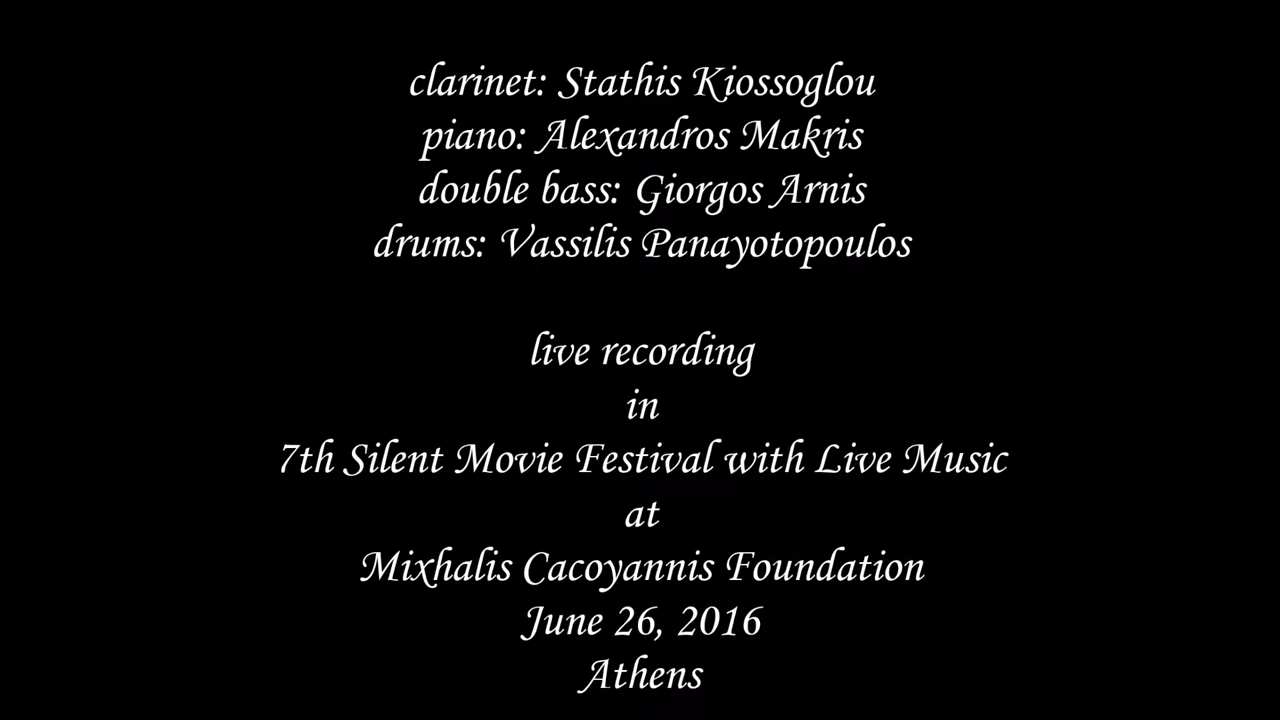 clarinet: Stathis Kiossoglou
piano: Alexandros Makris
double bass: Giorgos Arnis
drums: Vassilis Panayotopoulos
live recording
in
7th Silent Movie Festival with Live Music
at
Mixhalis Cacoyannis Foundation
June 26, 2016
Athens